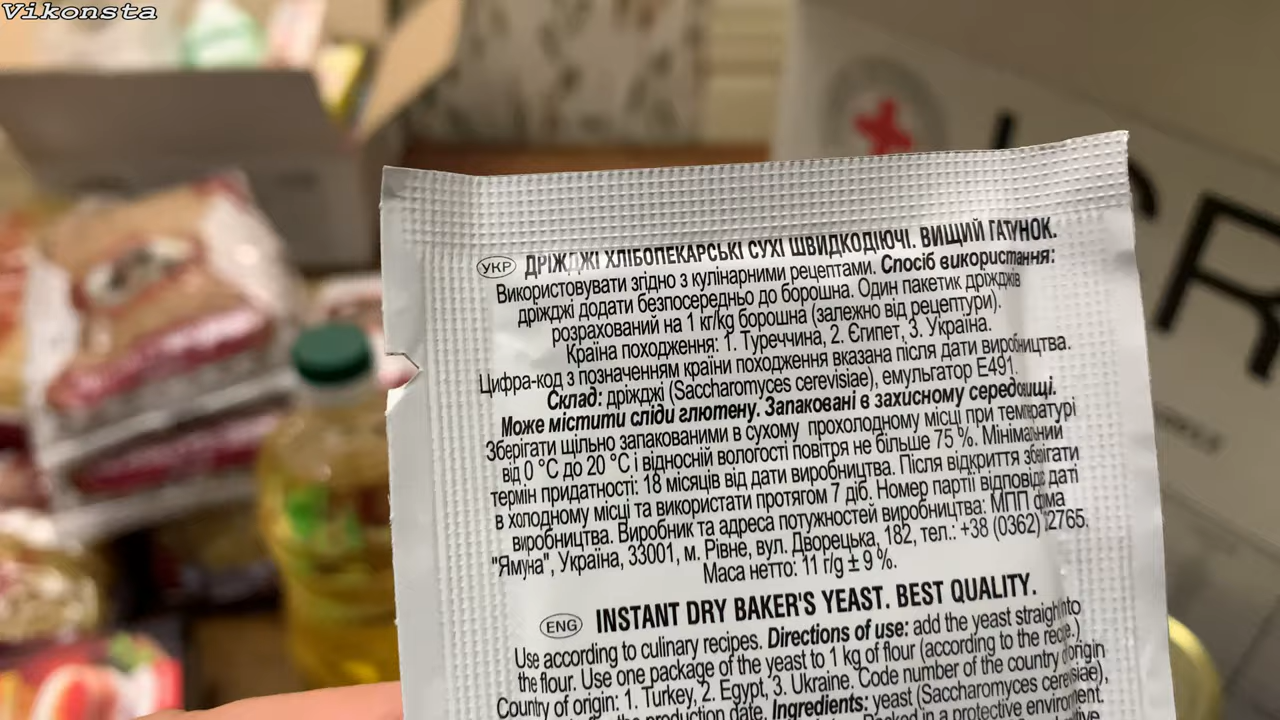 Vikonsta
УКР ДРІЖДЖІ ХЛІБОПЕКАРСЬКІ СУХІ ШВИДКОДІЮЧІ. ВИЩИЙ ГАТУНОК.
Використовувати згідно з кулінарними рецептами. Спосіб використання:
дріжджі додати безпосередньо до борошна. Один пакетик дріжджів
розрахований на 1 кг/kg борошна (залежно від рецептури).
Країна походження: 1. Туреччина, 2. Єгипет, 3. Україна.
Цифра-код з позначенням країни походження вказана після дати виробництва.
Склад: дріжджі (Saccharomyces cerevisiae), емульгатор Е491.
Може містити сліди глютену. Запаковані в захисному середовищі.
Зберігати щільно запакованими в сухому прохолодному місці при температурі
від 0 °С до 20 °С і відносній вологості повітря не більше 75 %. Мінімальний
термін придатності: 18 місяців від дати виробництва. Після відкриття зберігати
в холодному місці та використати протягом 7 діб. Номер партії відповідає даті
виробництва. Виробник та адреса потужностей виробництва: МПП фірма
"Ямуна", Україна, 33001, м. Рівне, вул. Дворецька, 182, тел.: +38 (0362) 2765.
Маса нетто: 11 г/g ± 9 %.
ENG INSTANT DRY BAKER'S YEAST. BEST QUALITY.
Use according to culinary recipes. Directions of use: add the yeast straight into
the flour. Use one package of the yeast to 1 kg of flour (according to the recipe.)
Country of origin: 1. Turkey, 2. Egypt, 3. Ukraine. Code number of the country origin
the production date. Ingredients: yeast (Saccharomyces cerevisiae),
Packed in a protective environment.